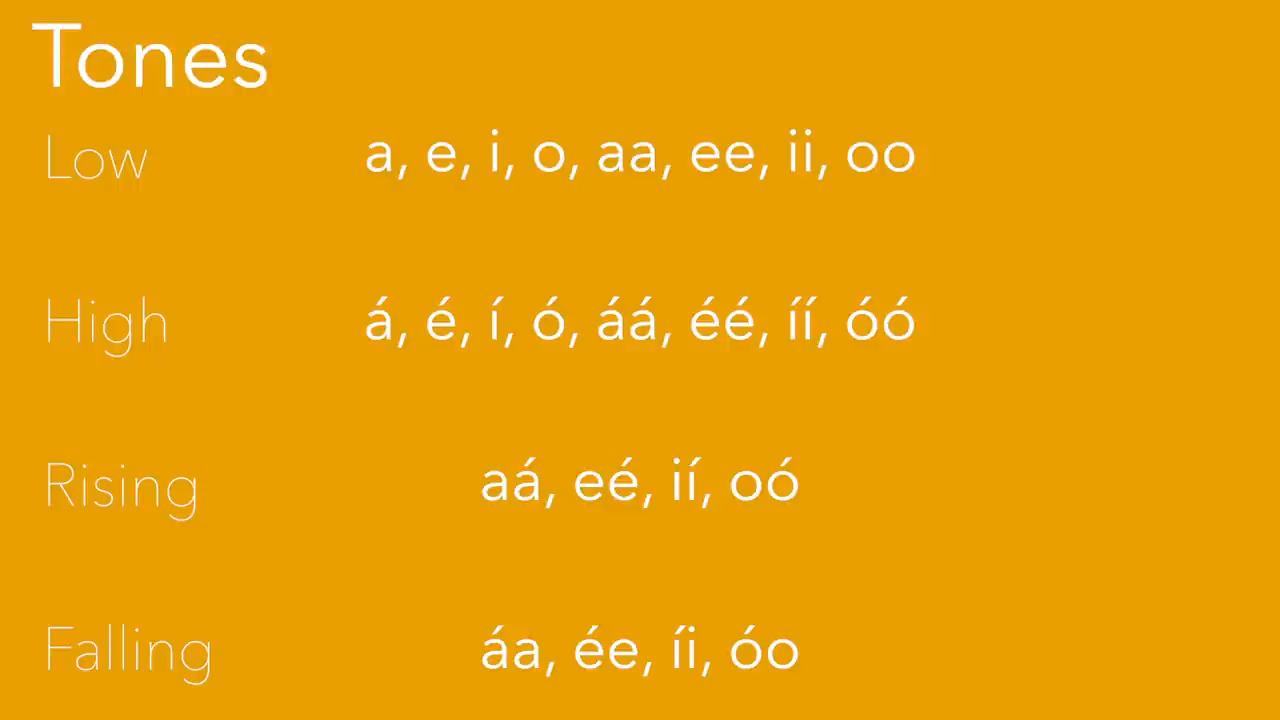 Tones
Low a, e, i, o, aa, ee, ii, oo
High á, é, í, ó, áá, éé, íí, óó
Rising aá, eé, ií, oó
Falling áa, ée, íi, óo